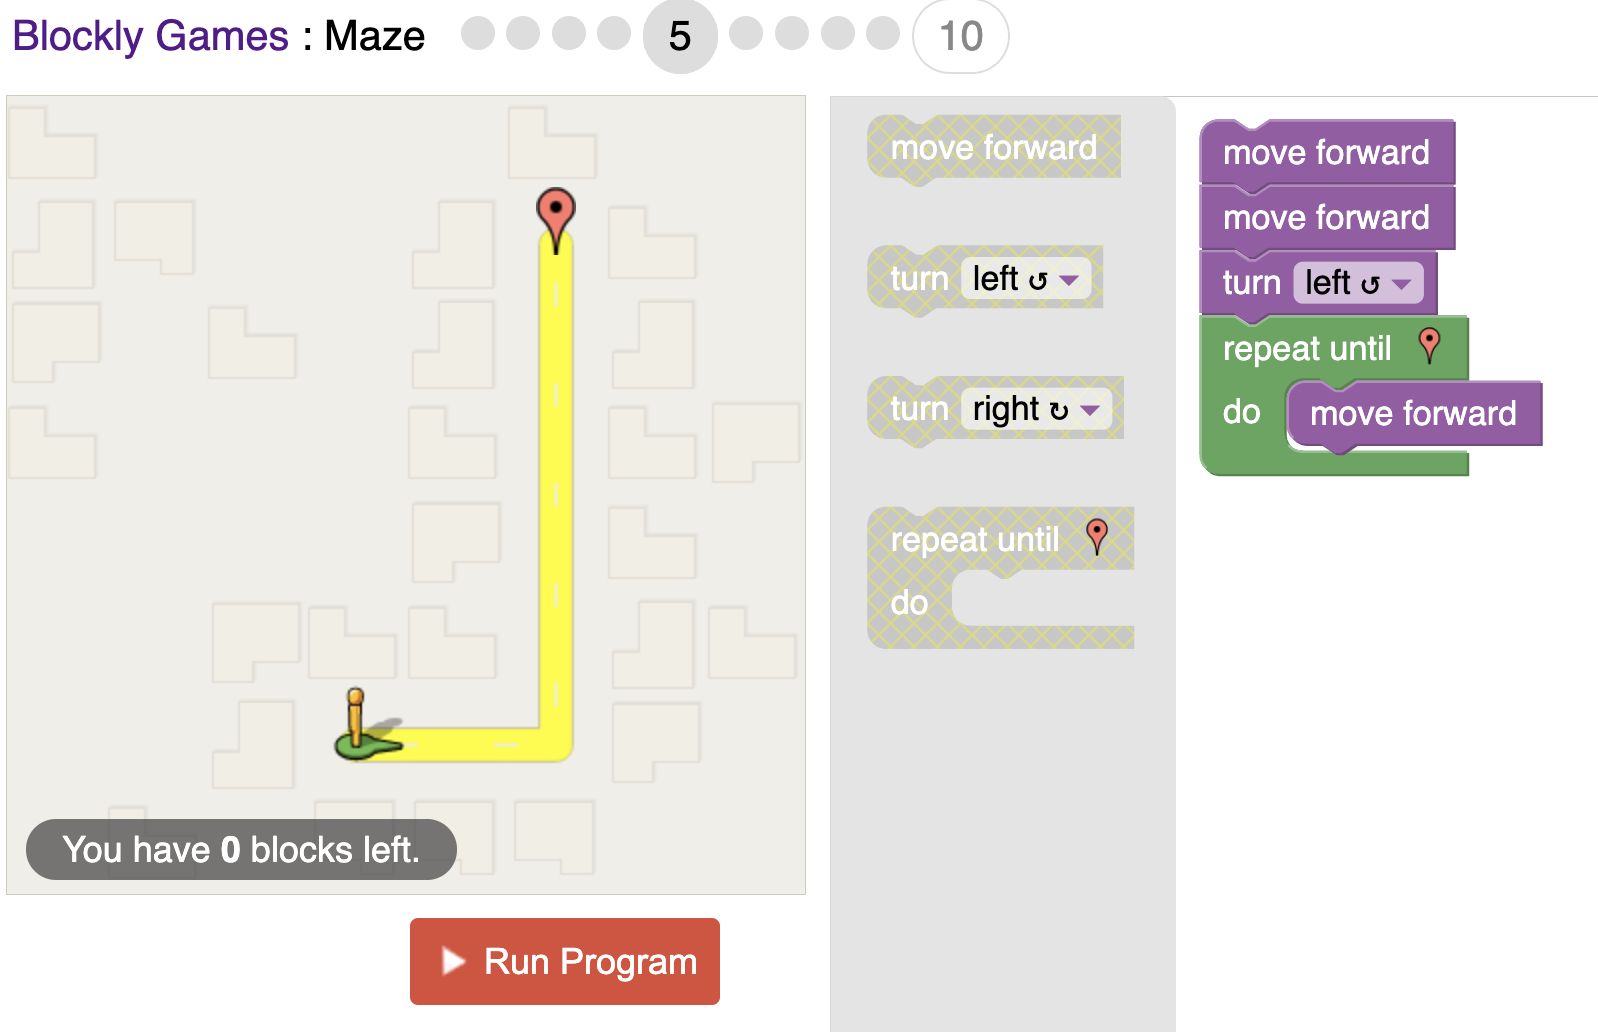 Blockly Games : Maze
5
10
move forward
turn left ↺
turn right ↻
repeat until
do
move forward
move forward
turn left ↺
repeat until
do move forward
You have 0 blocks left.
Run Program